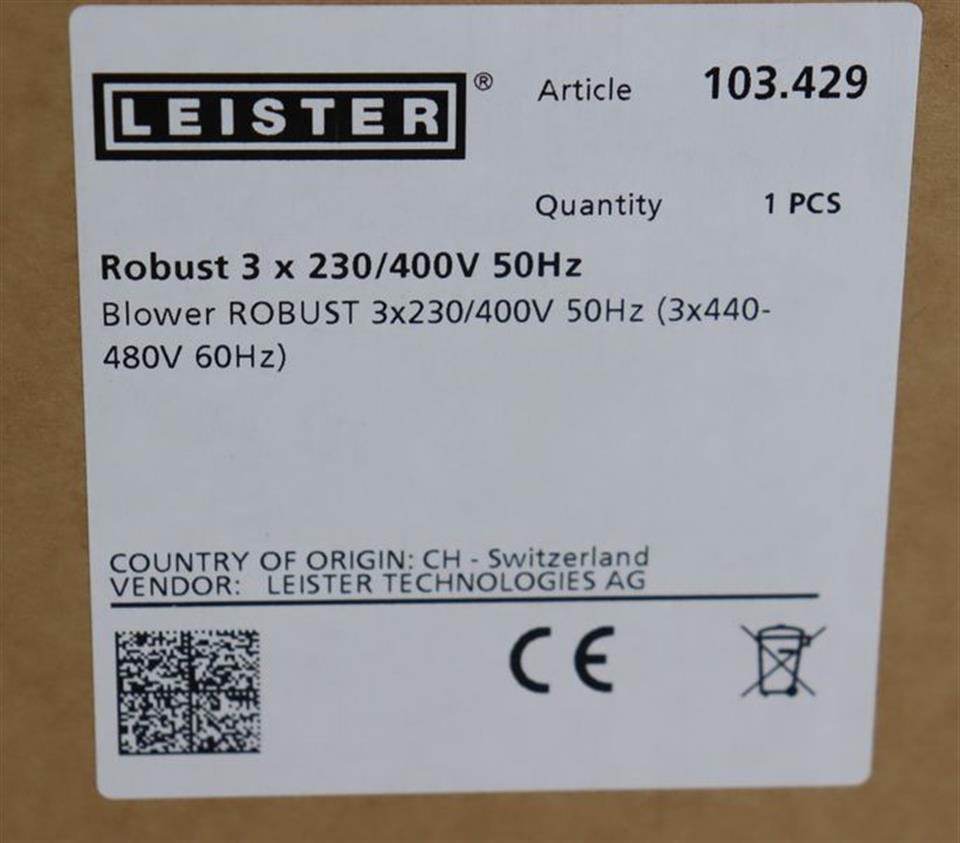 LEISTER®
Article 103.429
Quantity 1 PCS
Robust 3 x 230/400V 50Hz
Blower ROBUST 3x230/400V 50Hz (3x440-
480V 60Hz)
COUNTRY OF ORIGIN: CH - Switzerland
VENDOR: LEISTER TECHNOLOGIES AG
CE